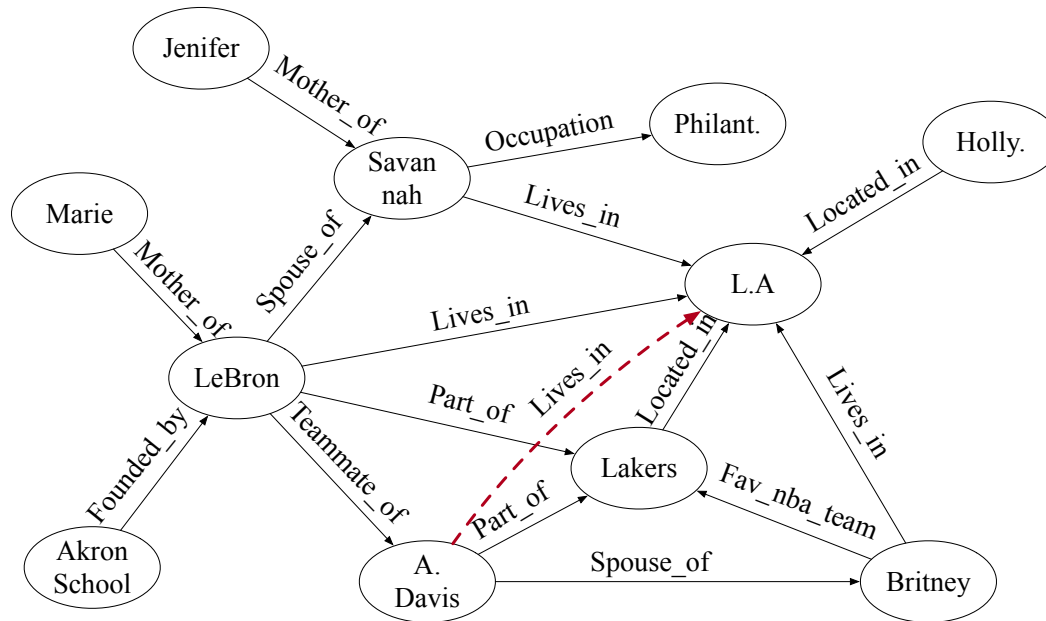 Jenifer
Mother_of
Occupation
Philant.
Holly.
Savan
nah
Located_in
Marie
Lives_in
Mother_of
Spouse_of
L.A
Lives_in
LeBron
Lives_in
Located_in
Part_of
Lives_in
Teammate_of
Founded_by
Lakers
Fav_nba_team
Part_of
Akron
School
A.
Davis
Spouse_of
Britney